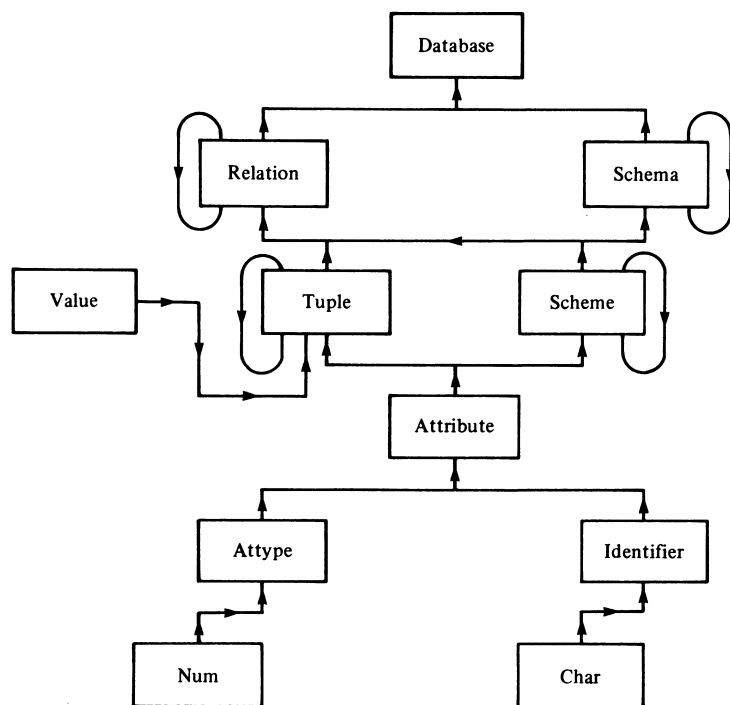 Database
Relation
Schema
Value
Tuple
Scheme
Attribute
Attype
Identifier
Num
Char